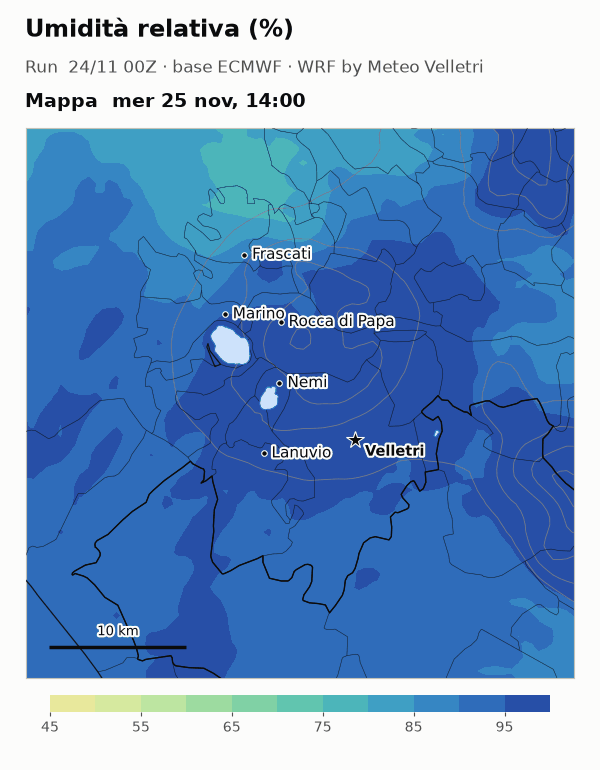 Umidità relativa (%)
Run  24/11 00Z · base ECMWF · WRF by Meteo Velletri
Mappa  mer 25 nov, 14:00
Frascati
Marino
Rocca di Papa
Nemi
Velletri
Lanuvio
10 km
45 55 65 75 85 95